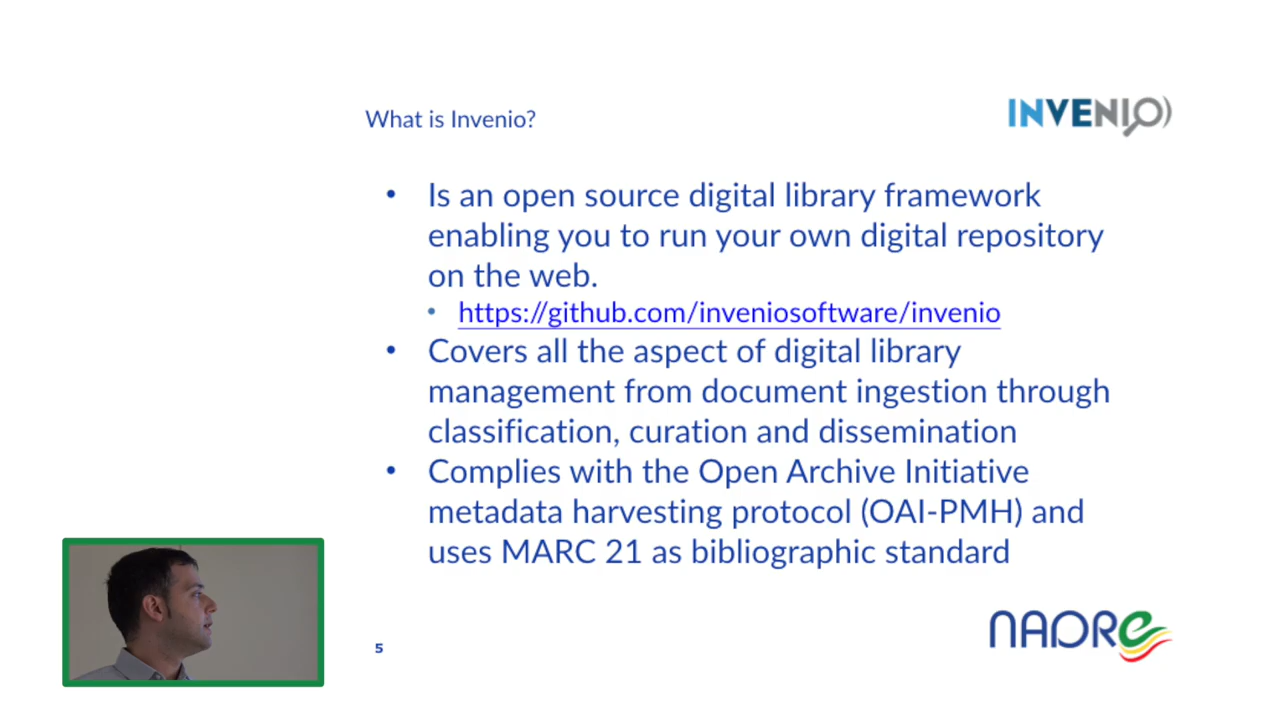 What is Invenio?
INVENIO
• Is an open source digital library framework
enabling you to run your own digital repository
on the web.
• https://github.com/inveniosoftware/invenio
• Covers all the aspect of digital library
management from document ingestion through
classification, curation and dissemination
• Complies with the Open Archive Initiative
metadata harvesting protocol (OAI-PMH) and
uses MARC 21 as bibliographic standard
NADRe
5